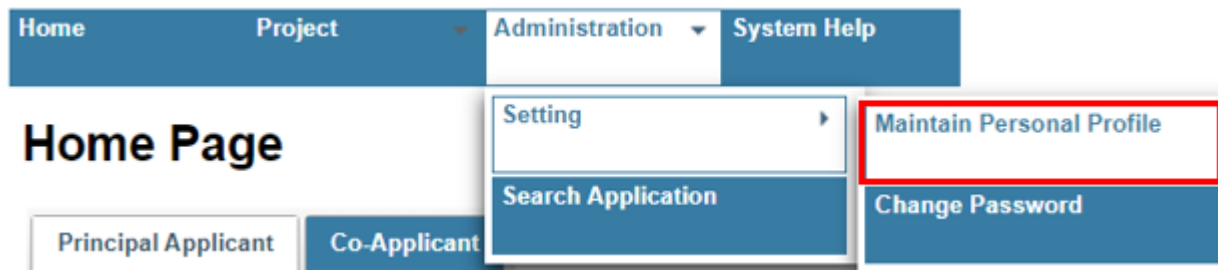 Home Project Administration System Help
Setting Maintain Personal Profile
Home Page
Search Application Change Password
Principal Applicant Co-Applicant